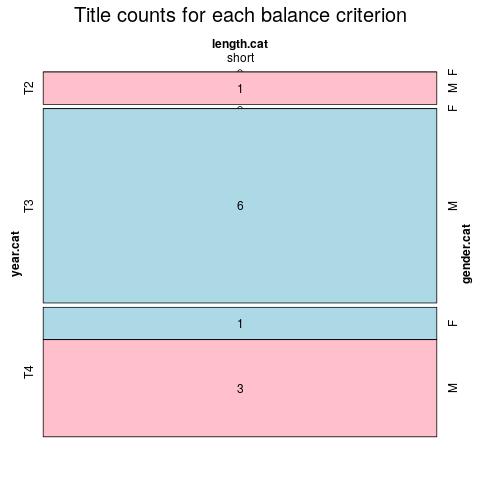 Title counts for each balance criterion
length.cat
short
year.cat
gender.cat
T2
F
M
1
T3
F
M
6
T4
F
1
M
3